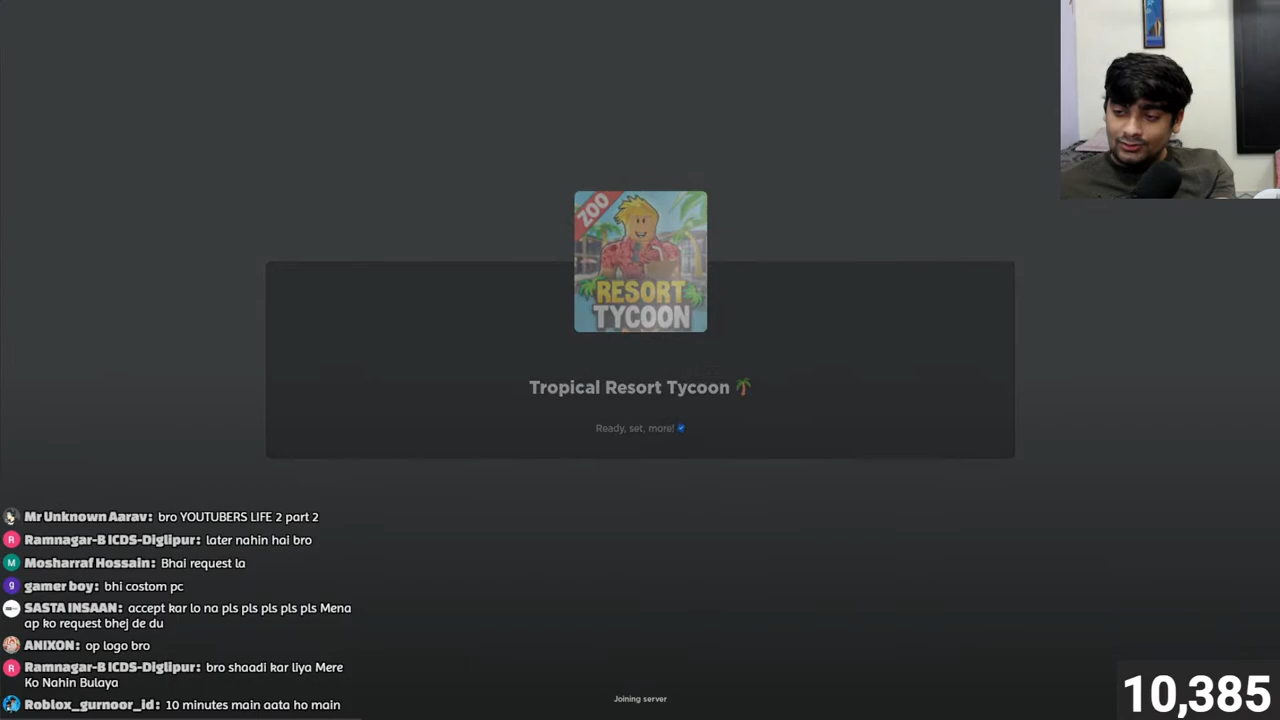 ZOO
RESORT
TYCOON
Tropical Resort Tycoon 🌴
Ready, set, more!
Mr Unknown Aarav: bro YOUTUBERS LIFE 2 part 2
Ramnagar-B ICDS-Diglipur: later nahin hai bro
Mosharraf Hossain: Bhai request la
gamer boy: bhi costom pc
SASTA INSAAN: accept kar lo na pls pls pls pls pls Mena
ap ko request bhej de du
ANIXON: op logo bro
Ramnagar-B ICDS-Diglipur: bro shaadi kar liya Mere
Ko Nahin Bulaya
Roblox_gurnoor_id: 10 minutes main aata ho main
Joining server
10,385